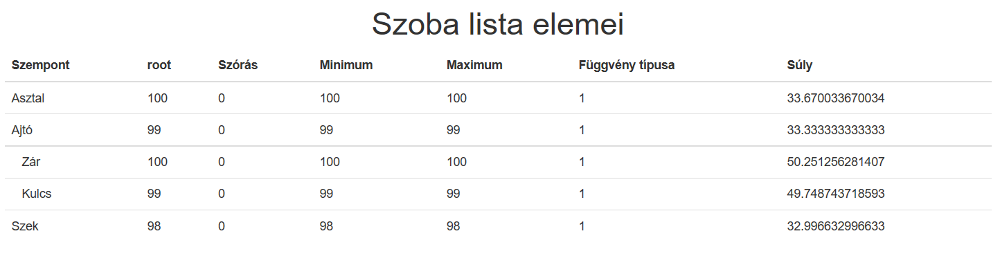 Szoba lista elemei
Szempont root Szórás Minimum Maximum Függvény típusa Súly
Asztal 100 0 100 100 1 33.670033670034
Ajtó 99 0 99 99 1 33.333333333333
Zár 100 0 100 100 1 50.251256281407
Kulcs 99 0 99 99 1 49.748743718593
Szek 98 0 98 98 1 32.996632996633